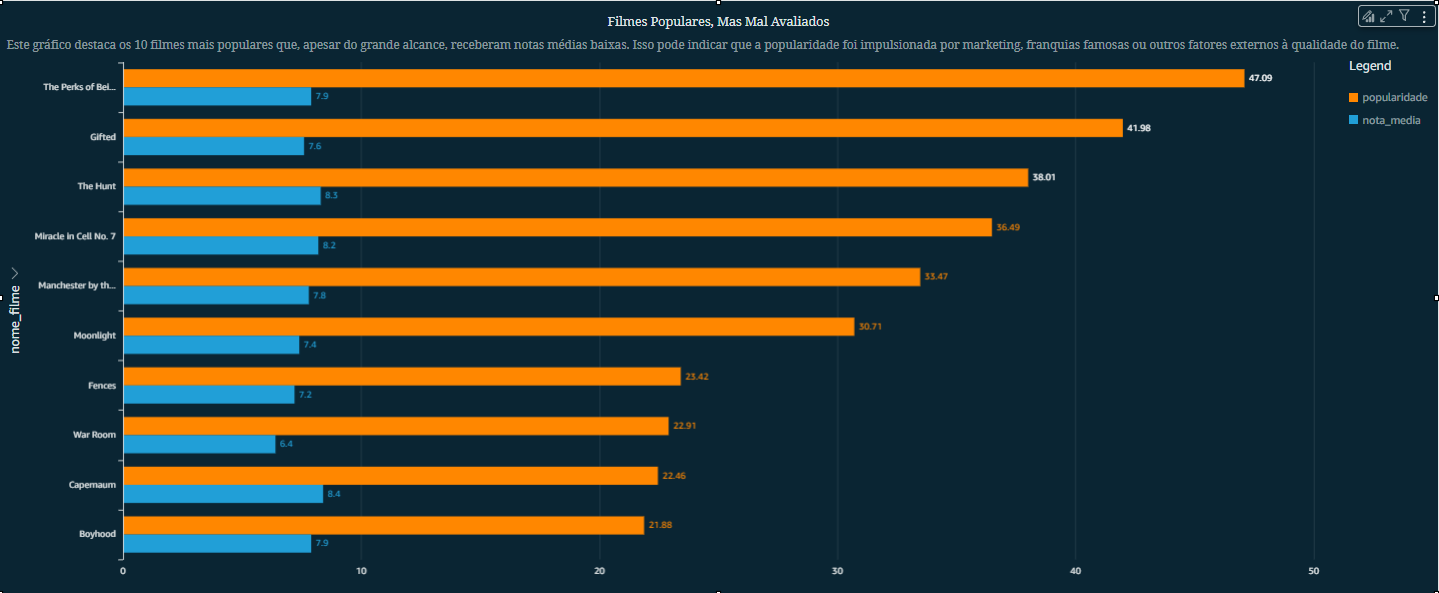 Filmes Populares, Mas Mal Avaliados
Este gráfico destaca os 10 filmes mais populares que, apesar do grande alcance, receberam notas médias baixas. Isso pode indicar que a popularidade foi impulsionada por marketing, franquias famosas ou outros fatores externos à qualidade do filme.
Legend
popularidade
nota_media
nome_filme
The Perks of Bei...
47.09
7.9
Gifted
41.98
7.6
The Hunt
38.01
8.3
Miracle in Cell No. 7
36.49
8.2
Manchester by th...
33.47
7.8
Moonlight
30.71
7.4
Fences
23.42
7.2
War Room
22.91
6.4
Capernaum
22.46
8.4
Boyhood
21.88
7.9
0 10 20 30 40 50